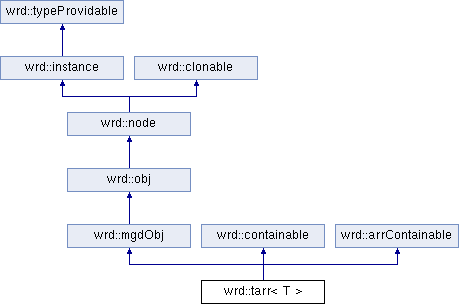 wrd::typeProvidable
wrd::instance
wrd::clonable
wrd::node
wrd::obj
wrd::mgdObj
wrd::containable
wrd::arrContainable
wrd::tarr< T >